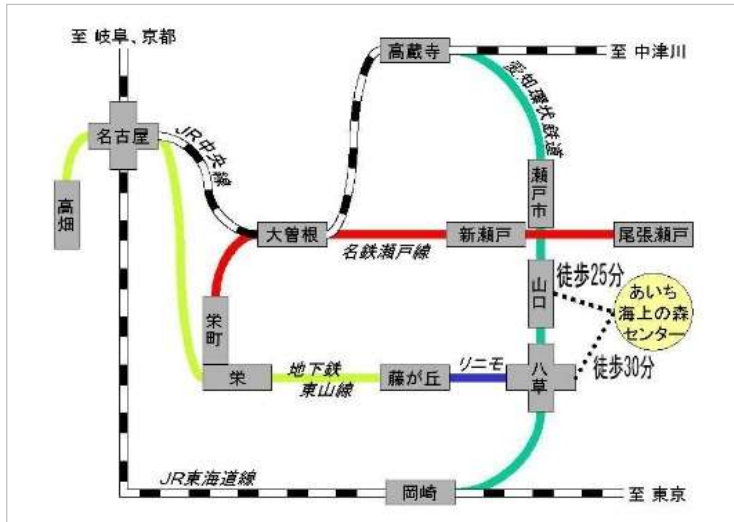 至 岐阜、京都
高蔵寺
至 中津川
愛知環状鉄道
名古屋
JR中央線
高畑
瀬戸市
大曽根
新瀬戸
尾張瀬戸
名鉄瀬戸線
山口
徒歩25分
あいち
海上の森
センター
栄町
栄
地下鉄
東山線
藤が丘
リニモ
八草
徒歩30分
JR東海道線
岡崎
至 東京